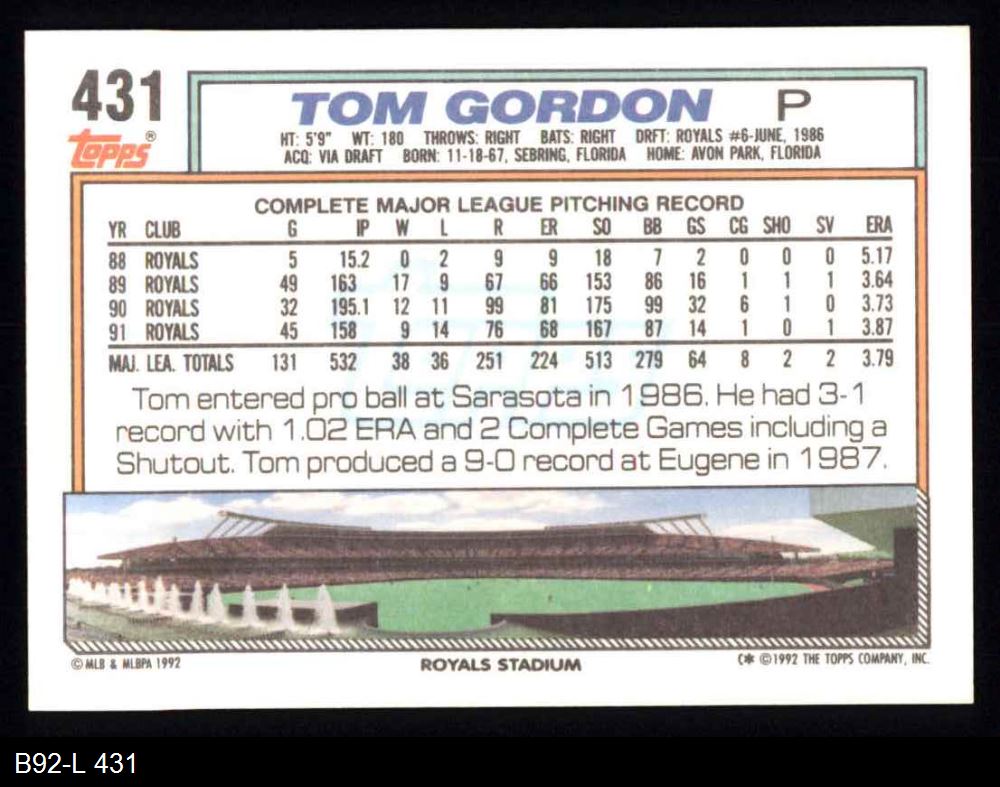 431
Topps®
TOM GORDON P
HT: 5'9" WT: 180 THROWS: RIGHT BATS: RIGHT DRFT: ROYALS #6-JUNE, 1986
ACQ: VIA DRAFT BORN: 11-18-67, SEBRING, FLORIDA HOME: AVON PARK, FLORIDA
COMPLETE MAJOR LEAGUE PITCHING RECORD
YR CLUB G IP W L R ER SO BB GS CG SHO SV ERA
88 ROYALS 5 15.2 0 2 9 9 18 7 2 0 0 0 5.17
89 ROYALS 49 163 17 9 67 66 153 86 16 1 1 1 3.64
90 ROYALS 32 195.1 12 11 99 81 175 99 32 6 1 0 3.73
91 ROYALS 45 158 9 14 76 68 167 87 14 1 0 1 3.87
MAJ. LEA. TOTALS 131 532 38 36 251 224 513 279 64 8 2 2 3.79
Tom entered pro ball at Sarasota in 1986. He had 3-1
record with 1.02 ERA and 2 Complete Games including a
Shutout. Tom produced a 9-0 record at Eugene in 1987.
© MLB & MLBPA 1992
ROYALS STADIUM
C* ©1992 THE TOPPS COMPANY, INC.
B92-L 431